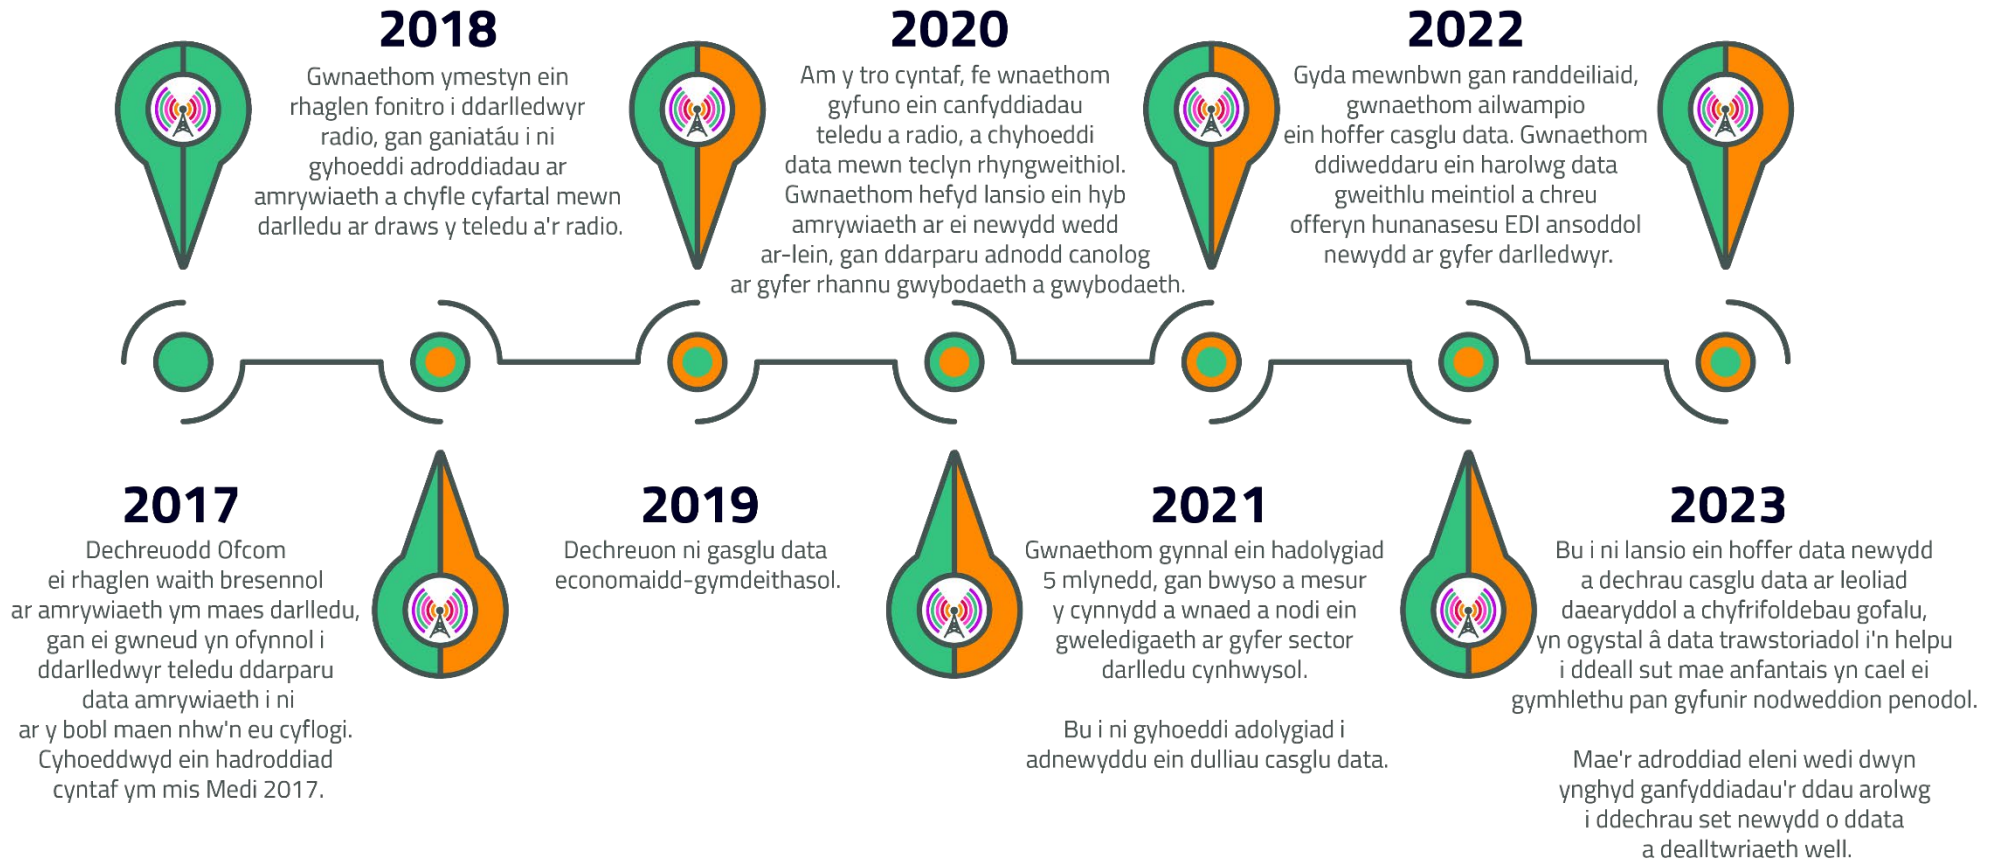 2018
Gwnaethom ymestyn ein
rhaglen fonitro i ddarlledwyr
radio, gan ganiatáu i ni
gyhoeddi adroddiadau ar
amrywiaeth a chyfle cyfartal mewn
darlledu ar draws y teledu a'r radio.
2020
Am y tro cyntaf, fe wnaethom
gyfuno ein canfyddiadau
teledu a radio, a chyhoeddi
data mewn teclyn rhyngweithiol.
Gwnaethom hefyd lansio ein hyb
amrywiaeth ar ei newydd wedd
ar-lein, gan ddarparu adnodd canolog
ar gyfer rhannu gwybodaeth a gwybodaeth.
2022
Gyda mewnbwn gan randdeiliaid,
gwnaethom ailwampio
ein hoffer casglu data. Gwnaethom
ddiweddaru ein harolwg data
gweithlu meintiol a chreu
offeryn hunanasesu EDI ansoddol
newydd ar gyfer darlledwyr.
2017
Dechreuodd Ofcom
ei rhaglen waith bresennol
ar amrywiaeth ym maes darlledu,
gan ei gwneud yn ofynnol i
ddarlledwyr teledu ddarparu
data amrywiaeth i ni
ar y bobl maen nhw'n eu cyflogi.
Cyhoeddwyd ein hadroddiad
cyntaf ym mis Medi 2017.
2019
Dechreuon ni gasglu data
economaidd-gymdeithasol.
2021
Gwnaethom gynnal ein hadolygiad
5 mlynedd, gan bwyso a mesur
y cynnydd a wnaed a nodi ein
gweledigaeth ar gyfer sector
darlledu cynhwysol.
Bu i ni gyhoeddi adolygiad i
adnewyddu ein dulliau casglu data.
2023
Bu i ni lansio ein hoffer data newydd
a dechrau casglu data ar leoliad
daearyddol a chyfrifoldebau gofalu,
yn ogystal â data trawstoriadol i'n helpu
i ddeall sut mae anfantais yn cael ei
gymhlethu pan gyfunir nodweddion penodol.
Mae'r adroddiad eleni wedi dwyn
ynghyd ganfyddiadau'r ddau arolwg
i ddechrau set newydd o ddata
a dealltwriaeth well.